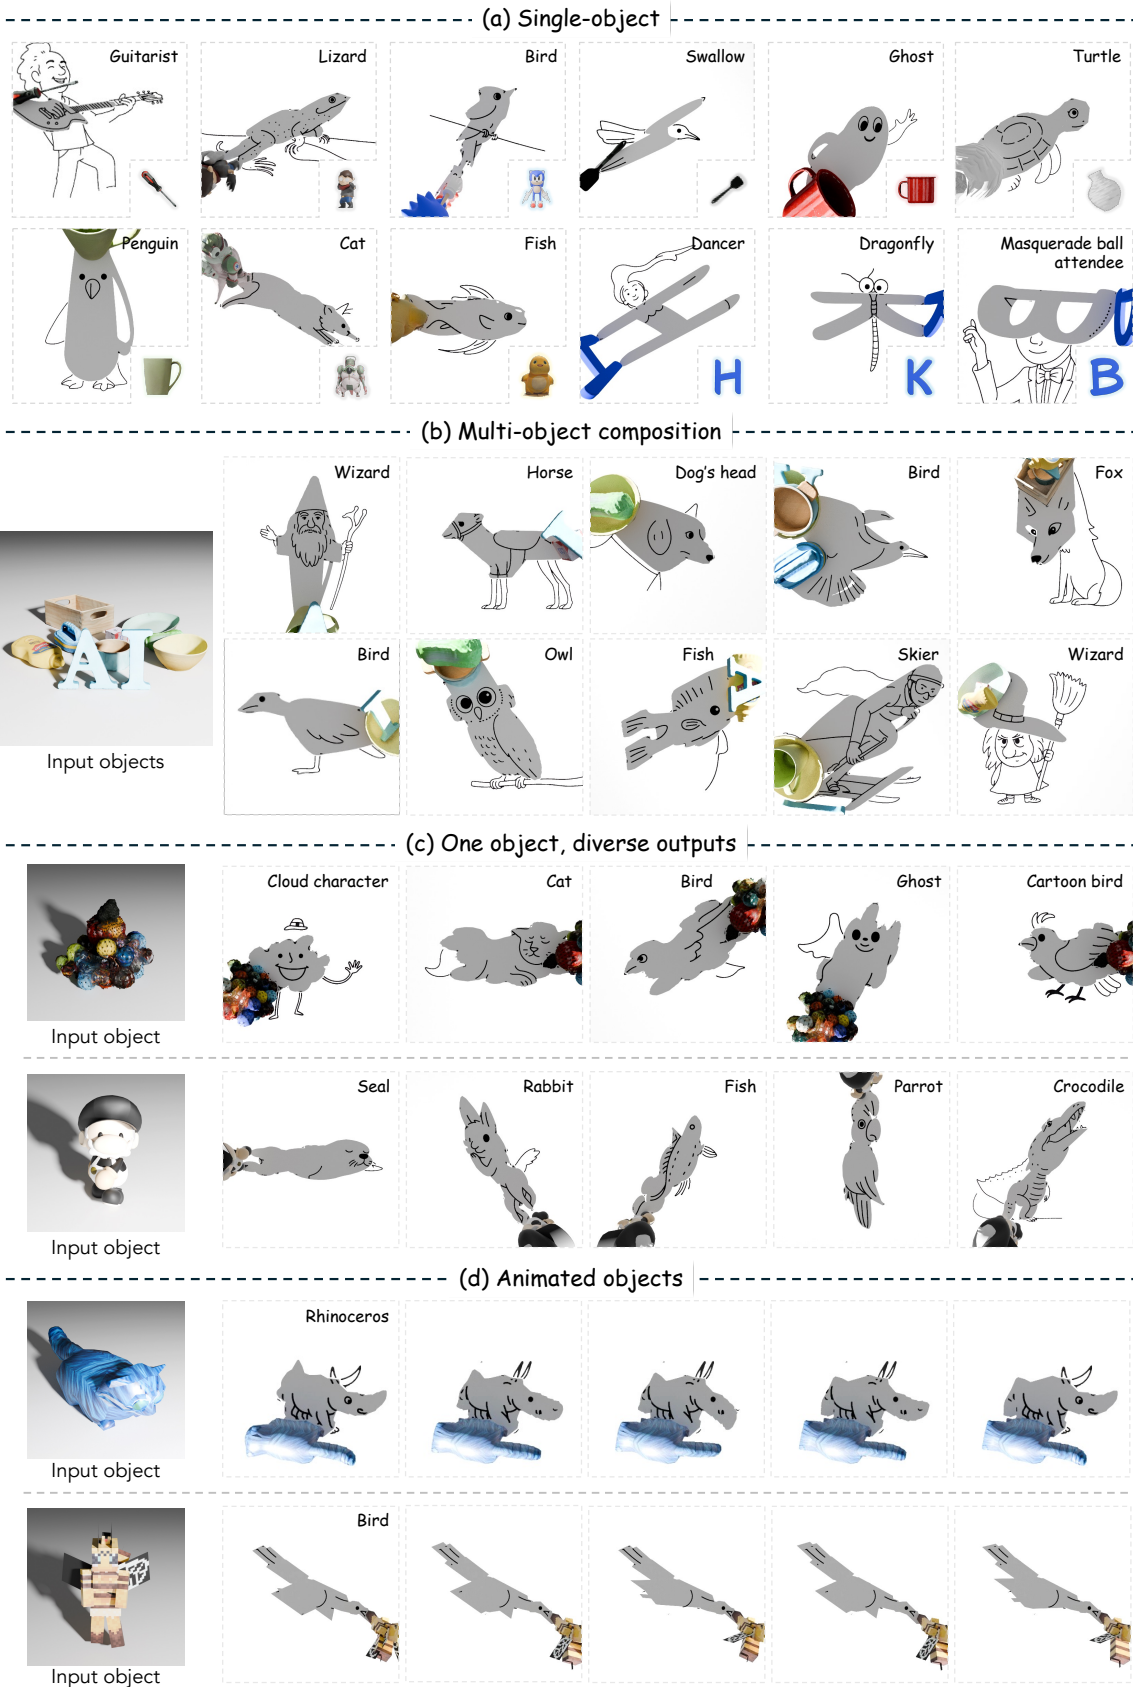 (a) Single-object
Guitarist
Lizard
Bird
Swallow
Ghost
Turtle
Penguin
Cat
Fish
Dancer
Dragonfly
Masquerade ball
attendee
H
K
B
(b) Multi-object composition
Wizard
Horse
Dog's head
Bird
Fox
AI
Input objects
Bird
Owl
Fish
Skier
Wizard
(c) One object, diverse outputs
Cloud character
Cat
Bird
Ghost
Cartoon bird
Input object
Seal
Rabbit
Fish
Parrot
Crocodile
Input object
(d) Animated objects
Rhinoceros
Input object
Bird
Input object